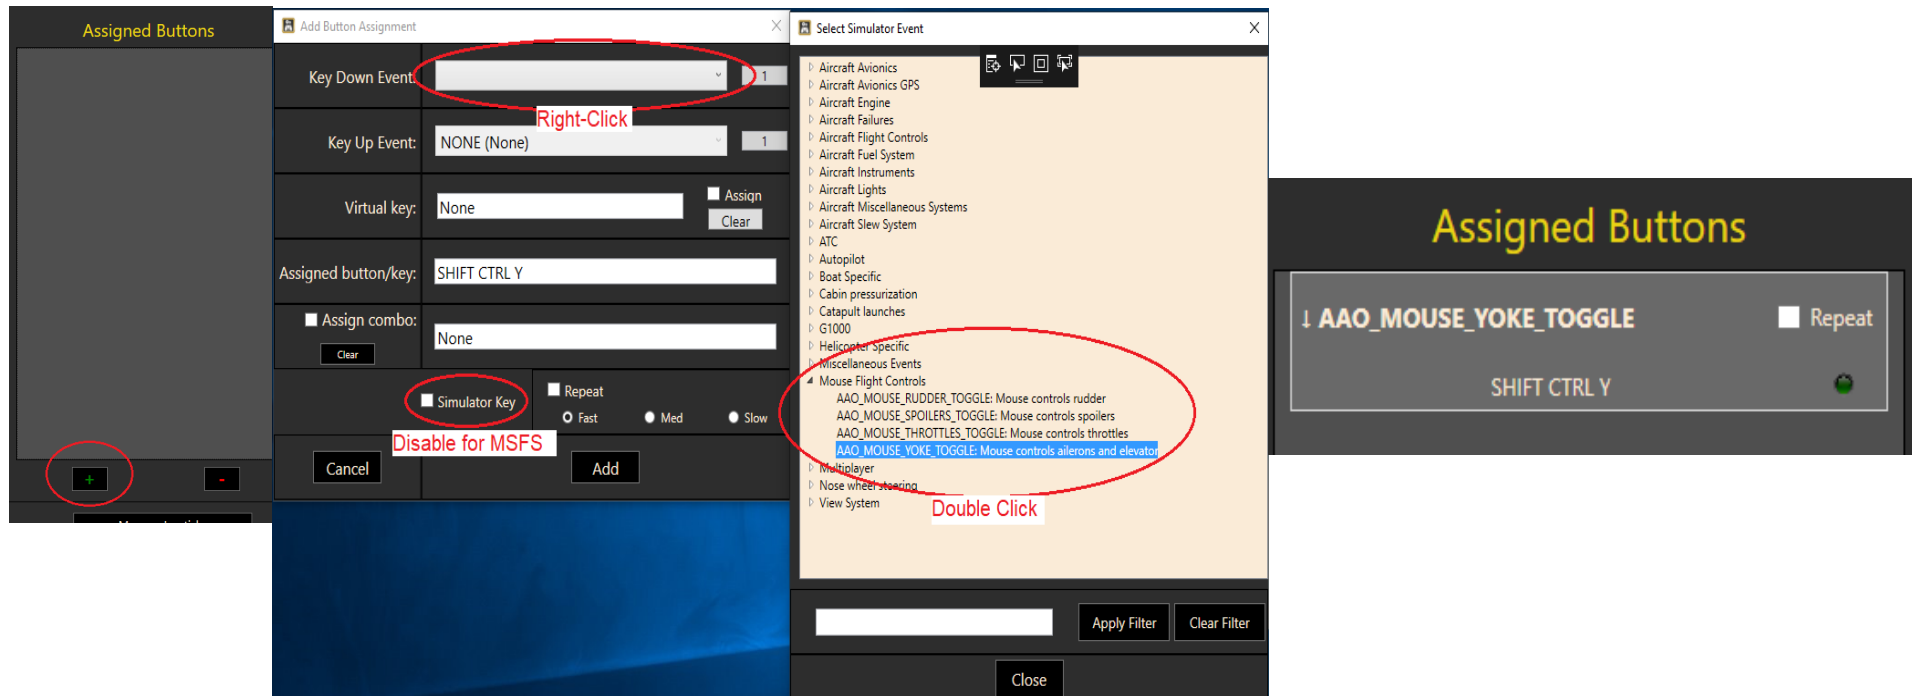 Assigned Buttons
+
-
Add Button Assignment
Key Down Event:
1
Right-Click
Key Up Event:
NONE (None)
1
Virtual key:
None
Assign
Clear
Assigned button/key:
SHIFT CTRL Y
Assign combo:
Clear
None
Simulator Key
Repeat
Fast
Med
Slow
Disable for MSFS
Cancel
Add
Select Simulator Event
Aircraft Avionics
Aircraft Avionics GPS
Aircraft Engine
Aircraft Failures
Aircraft Flight Controls
Aircraft Fuel System
Aircraft Instruments
Aircraft Lights
Aircraft Miscellaneous Systems
Aircraft Slew System
ATC
Autopilot
Boat Specific
Cabin pressurization
Catapult launches
G1000
Helicopter Specific
Miscellaneous Events
Mouse Flight Controls
AAO_MOUSE_RUDDER_TOGGLE: Mouse controls rudder
AAO_MOUSE_SPOILERS_TOGGLE: Mouse controls spoilers
AAO_MOUSE_THROTTLES_TOGGLE: Mouse controls throttles
AAO_MOUSE_YOKE_TOGGLE: Mouse controls ailerons and elevator
Multiplayer
Nose wheel steering
View System
Double Click
Apply Filter
Clear Filter
Close
Assigned Buttons
↓ AAO_MOUSE_YOKE_TOGGLE
Repeat
SHIFT CTRL Y